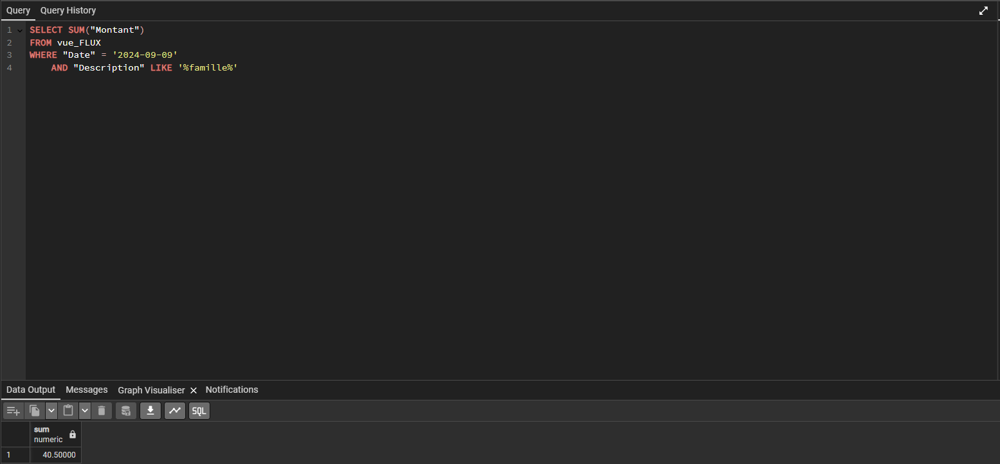 Query Query History
1 SELECT SUM("Montant")
2 FROM vue_FLUX
3 WHERE "Date" = '2024-09-09'
4 AND "Description" LIKE '%famille%'
Data Output Messages Graph Visualiser Notifications
SQL
sum
numeric
1 40.50000